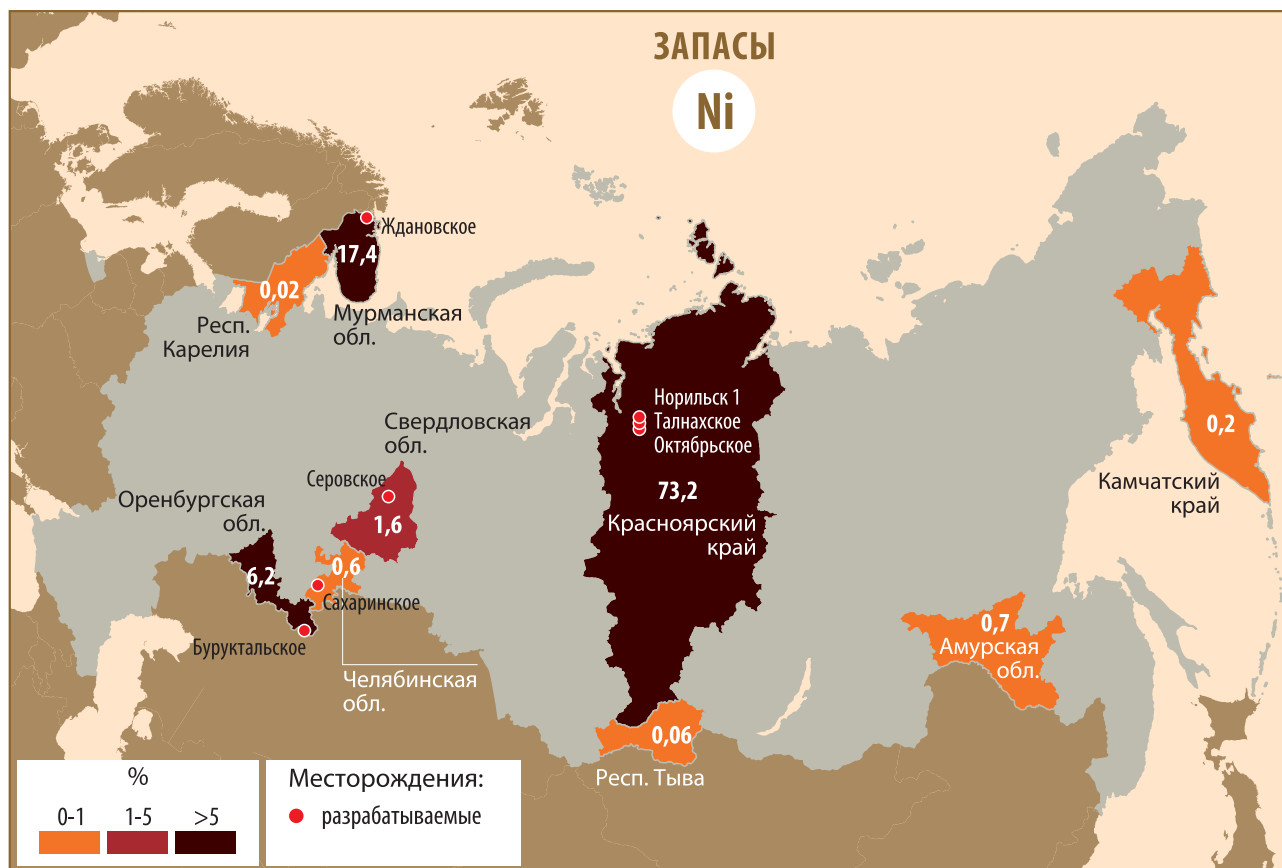 ЗАПАСЫ
Ni
Ждановское
17,4
0,02
Мурманская
обл.
Респ.
Карелия
Норильск 1
Талнахское
Октябрьское
73,2
Красноярский
край
0,2
Камчатский
край
Свердловская
обл.
Серовское
1,6
Оренбургская
обл.
6,2
0,6
Сахаринское
Буруктальское
Челябинская
обл.
0,7
Амурская
обл.
0,06
Респ. Тыва
%
0-1 1-5 >5
Месторождения:
разрабатываемые